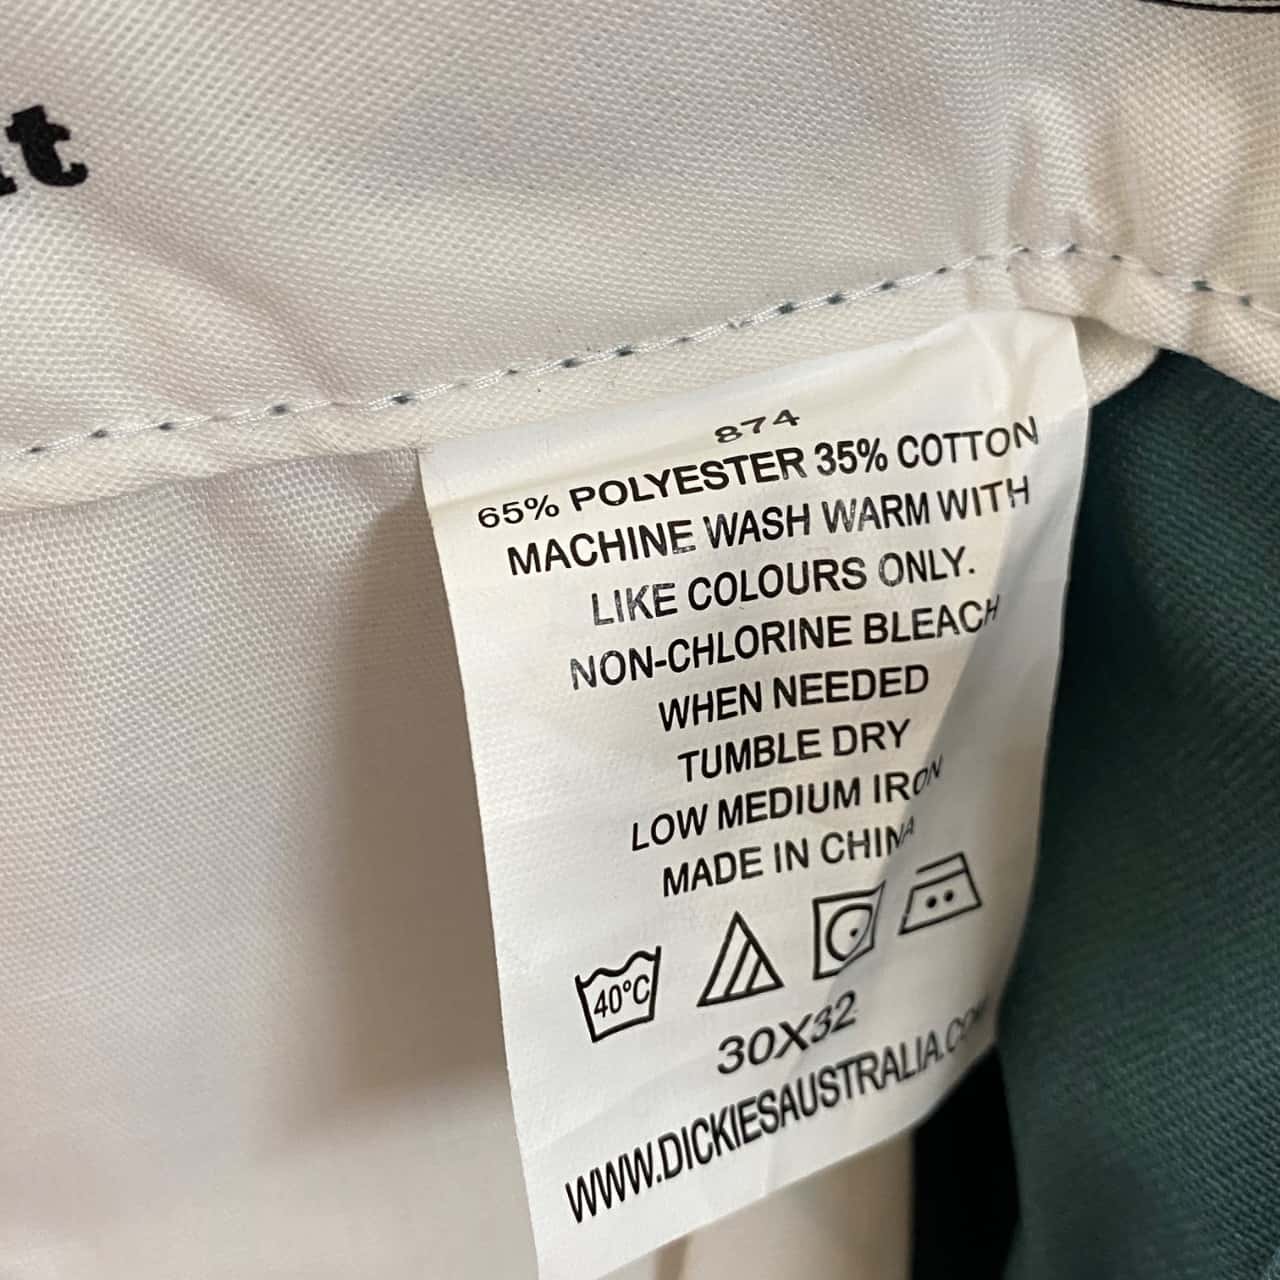 t
874
65% POLYESTER 35% COTTON
MACHINE WASH WARM WITH
LIKE COLOURS ONLY.
NON-CHLORINE BLEACH
WHEN NEEDED
TUMBLE DRY
LOW MEDIUM IRON
MADE IN CHINA
40°C
30X32
WWW.DICKIESAUSTRALIA.COM